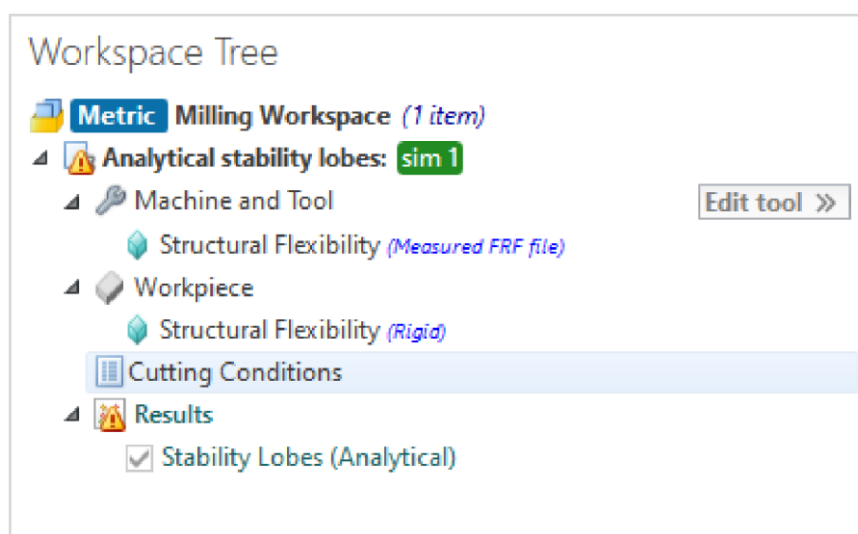 Workspace Tree
Metric Milling Workspace (1 item)
Analytical stability lobes: sim 1
Machine and Tool Edit tool »
Structural Flexibility (Measured FRF file)
Workpiece
Structural Flexibility (Rigid)
Cutting Conditions
Results
Stability Lobes (Analytical)